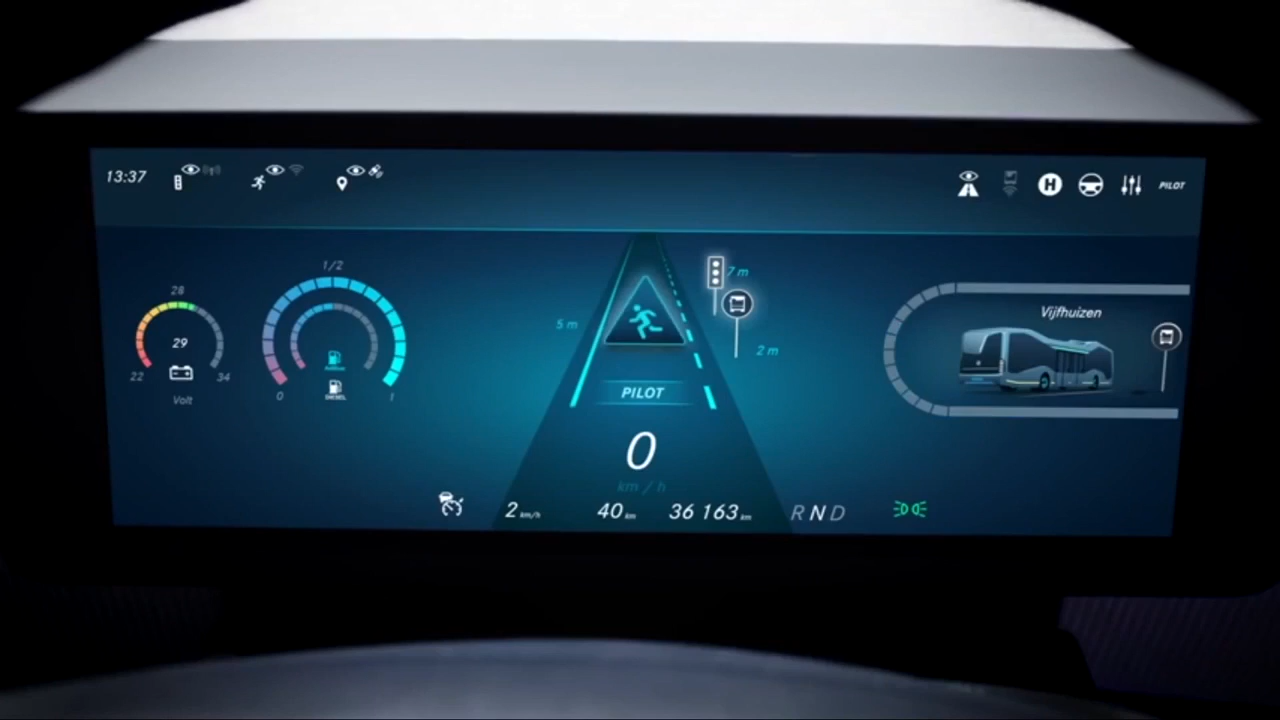 13:37
H
PILOT
28
29
22 34
Volt
1/2
0 1
DIESEL
7 m
5 m
2 m
PILOT
0
km / h
2 km/h
40 km
36 163 km
R N D
Vijfhuizen